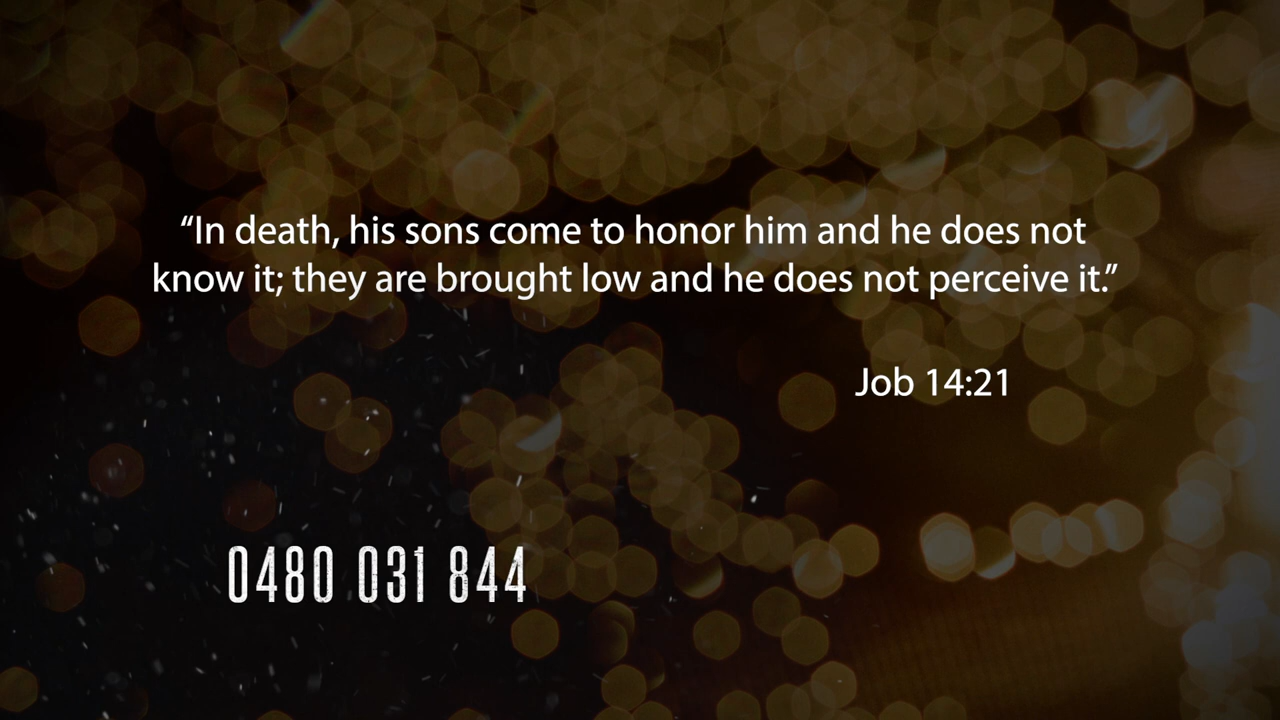 “In death, his sons come to honor him and he does not
know it; they are brought low and he does not perceive it.”
Job 14:21
0480 031 844